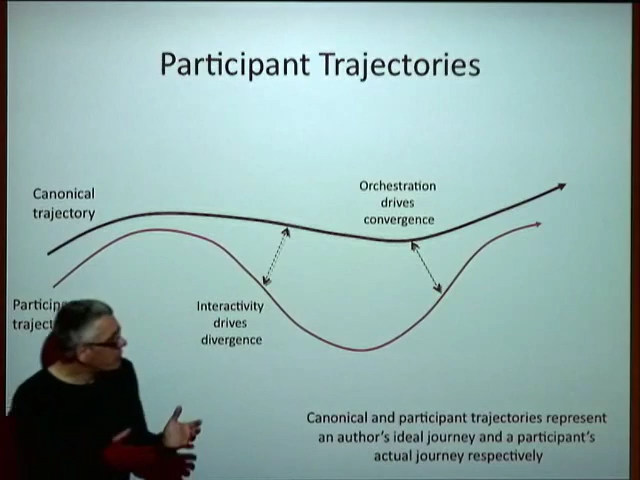 Participant Trajectories
Canonical
trajectory
Orchestration
drives
convergence
Interactivity
drives
divergence
Canonical and participant trajectories represent
an author's ideal journey and a participant's
actual journey respectively